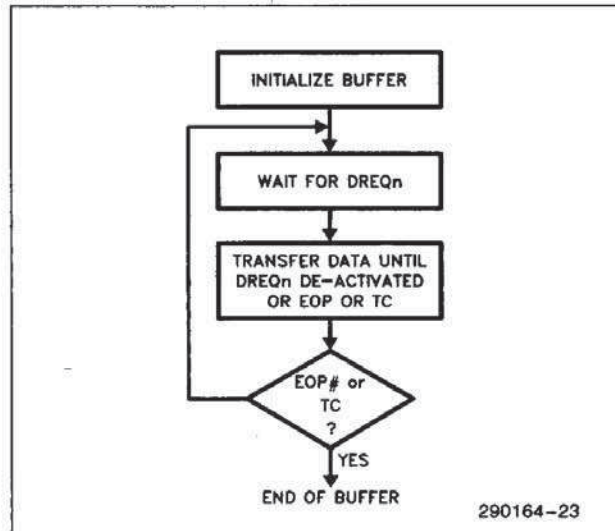 INITIALIZE BUFFER
WAIT FOR DREQn
TRANSFER DATA UNTIL
DREQn DE-ACTIVATED
OR EOP OR TC
EOP# or
TC
?
YES
END OF BUFFER
290164-23